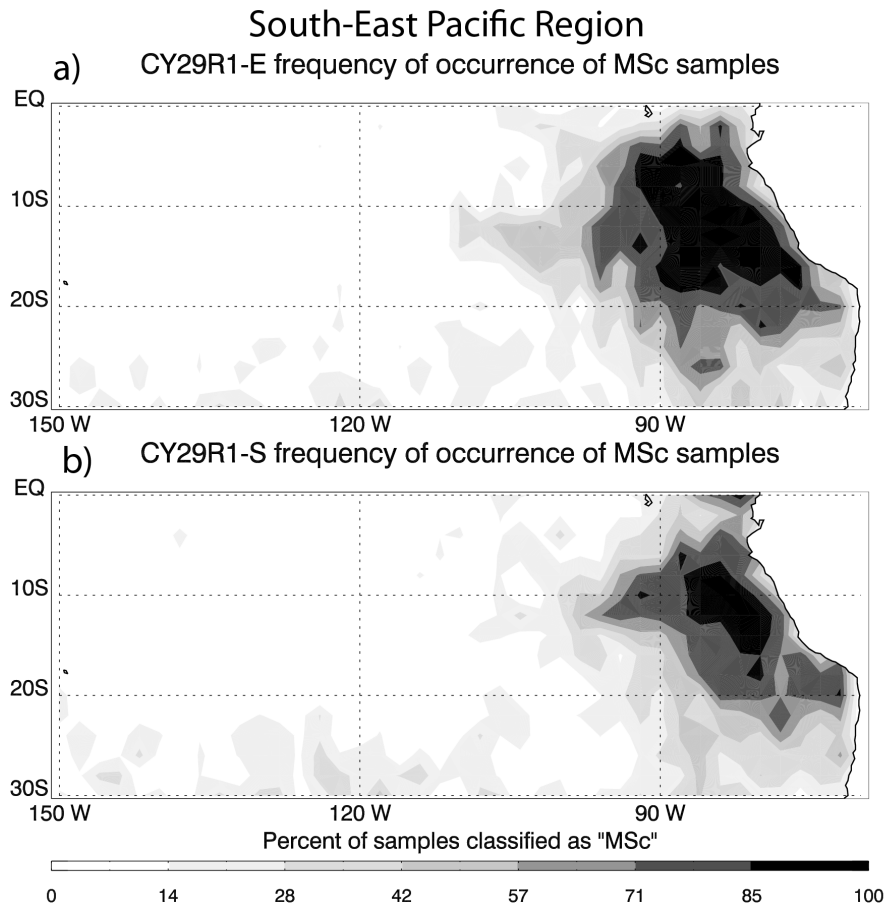 South-East Pacific Region
a) CY29R1-E frequency of occurrence of MSc samples
EQ
10S
20S
30S
150 W 120 W 90 W
b) CY29R1-S frequency of occurrence of MSc samples
EQ
10S
20S
30S
150 W 120 W 90 W
Percent of samples classified as "MSc"
0 14 28 42 57 71 85 100